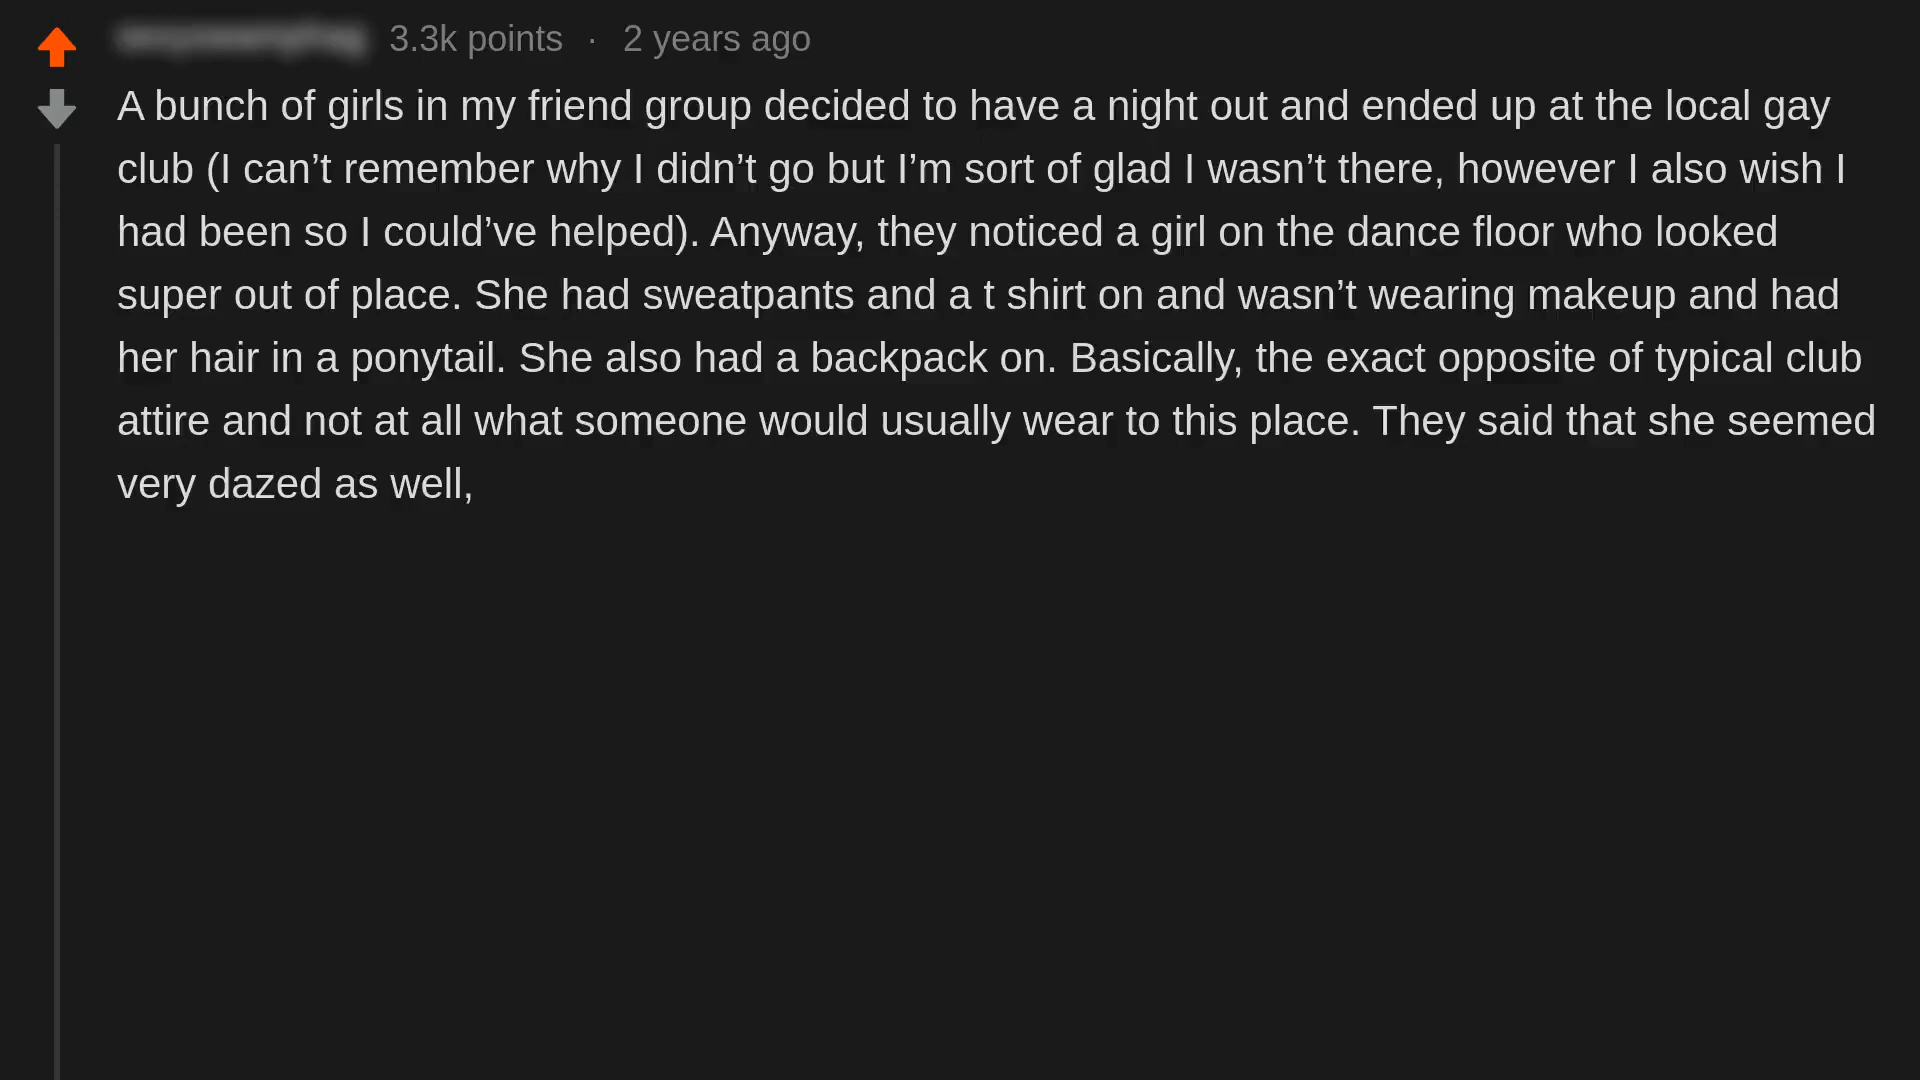 3.3k points · 2 years ago
A bunch of girls in my friend group decided to have a night out and ended up at the local gay
club (I can’t remember why I didn’t go but I’m sort of glad I wasn’t there, however I also wish I
had been so I could’ve helped). Anyway, they noticed a girl on the dance floor who looked
super out of place. She had sweatpants and a t shirt on and wasn’t wearing makeup and had
her hair in a ponytail. She also had a backpack on. Basically, the exact opposite of typical club
attire and not at all what someone would usually wear to this place. They said that she seemed
very dazed as well,